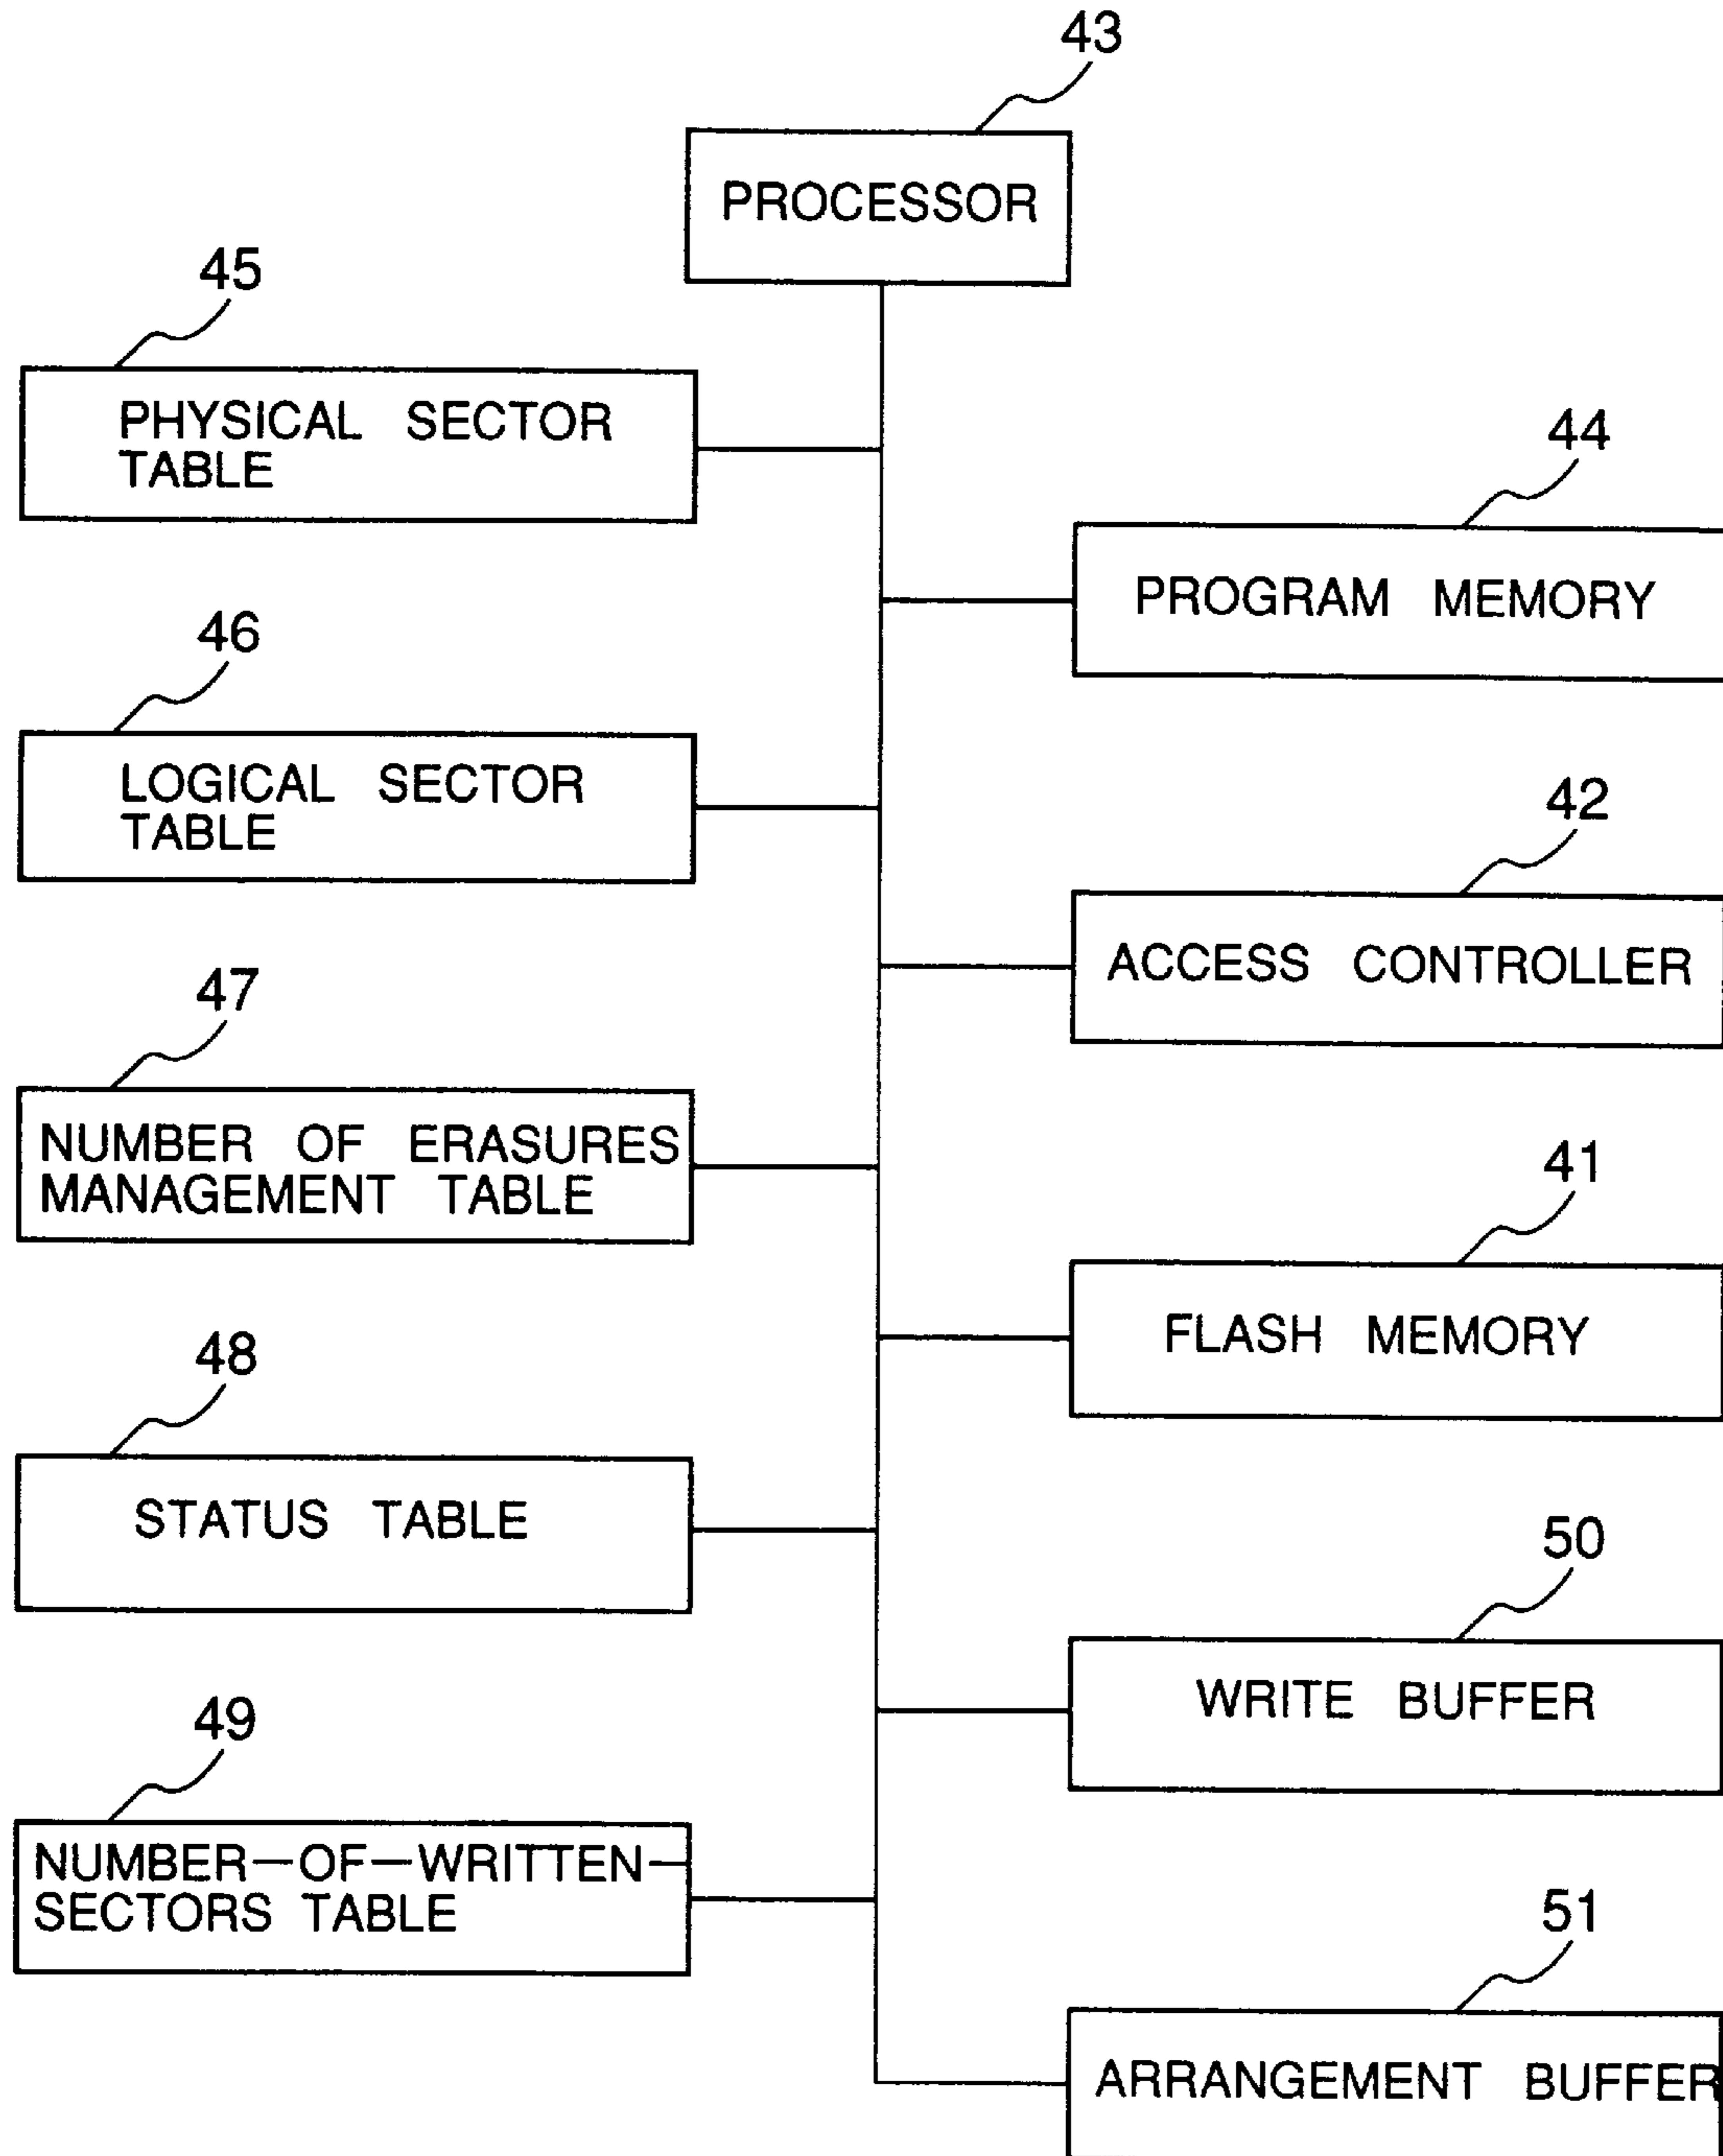 43
PROCESSOR
45
PHYSICAL SECTOR
TABLE
44
PROGRAM MEMORY
46
LOGICAL SECTOR
TABLE
42
ACCESS CONTROLLER
47
NUMBER OF ERASURES
MANAGEMENT TABLE
41
FLASH MEMORY
48
STATUS TABLE
50
WRITE BUFFER
49
NUMBER-OF-WRITTEN-
SECTORS TABLE
51
ARRANGEMENT BUFFER